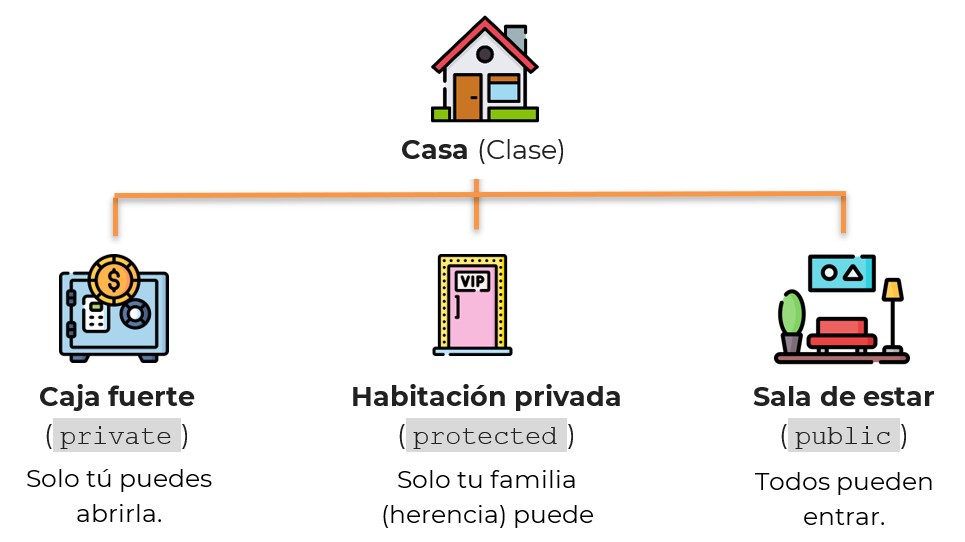 Casa (Clase)
$
VIP
Caja fuerte
( private )
Solo tú puedes
abrirla.
Habitación privada
( protected )
Solo tu familia
(herencia) puede
Sala de estar
( public )
Todos pueden
entrar.